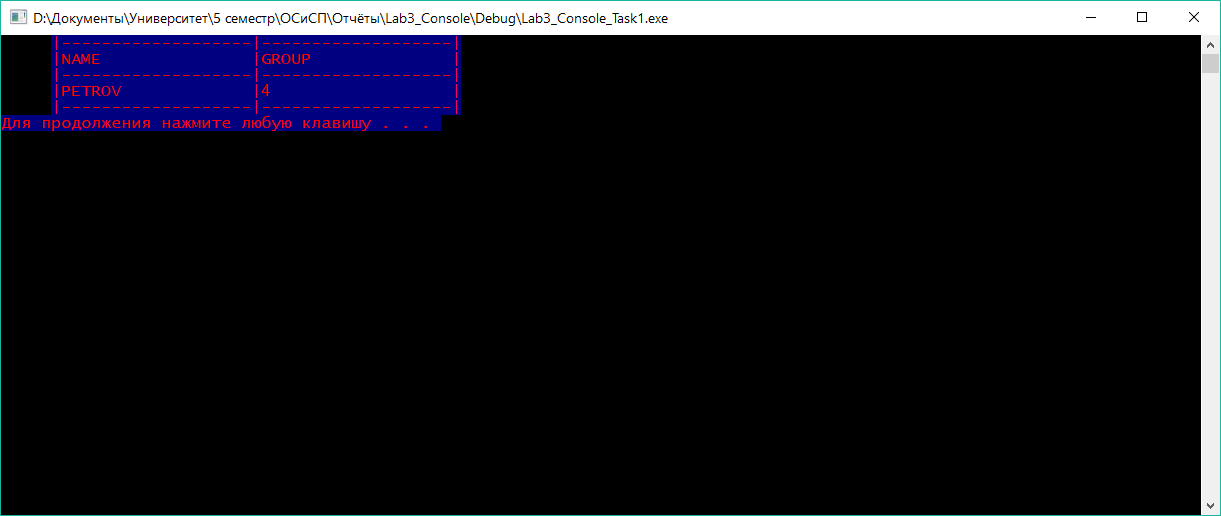 D:\Документы\Университет\5 семестр\ОСиСП\Отчёты\Lab3_Console\Debug\Lab3_Console_Task1.exe
|-------------------|-------------------|
|NAME               |GROUP              |
|-------------------|-------------------|
|PETROV             |4                  |
|-------------------|-------------------|
Для продолжения нажмите любую клавишу . . .